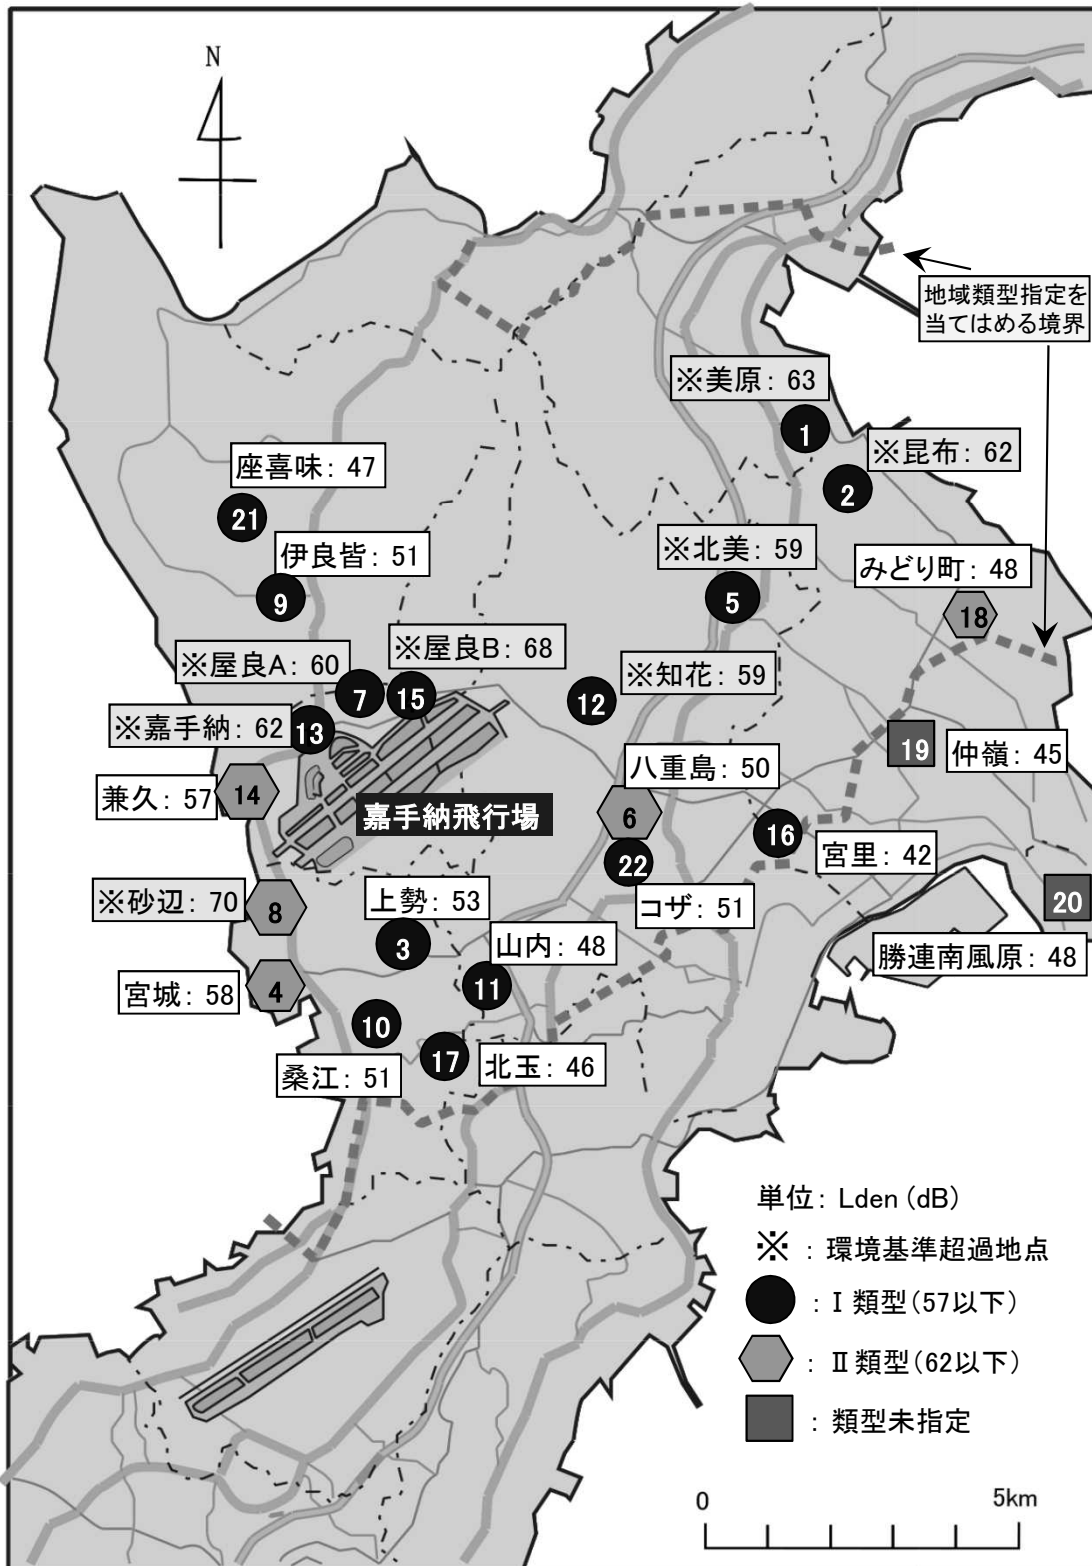 N
地域類型指定を
当てはめる境界
※美原: 63
1
※昆布: 62
2
座喜味: 47
21
伊良皆: 51
9
※北美: 59
5
みどり町: 48
18
※屋良A: 60
7
※屋良B: 68
15
※知花: 59
12
※嘉手納: 62
13
19
仲嶺: 45
兼久: 57
14
八重島: 50
6
嘉手納飛行場
16
宮里: 42
22
コザ: 51
※砂辺: 70
8
上勢: 53
3
20
勝連南風原: 48
山内: 48
11
宮城: 58
4
10
桑江: 51
17
北玉: 46
単位: Lden (dB)
※ : 環境基準超過地点
: Ⅰ類型(57以下)
: Ⅱ類型(62以下)
: 類型未指定
0 5km